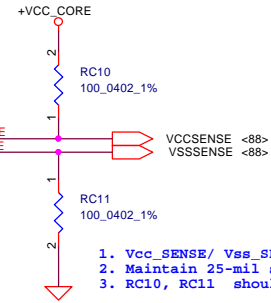 +VCC_CORE
2
RC10
100_0402_1%
1
E
VCCSENSE <88>
E
VSSSENSE <88>
1
RC11
100_0402_1%
2
1. Vcc_SENSE/ Vss_SE
2. Maintain 25-mil s
3. RC10, RC11 shoul